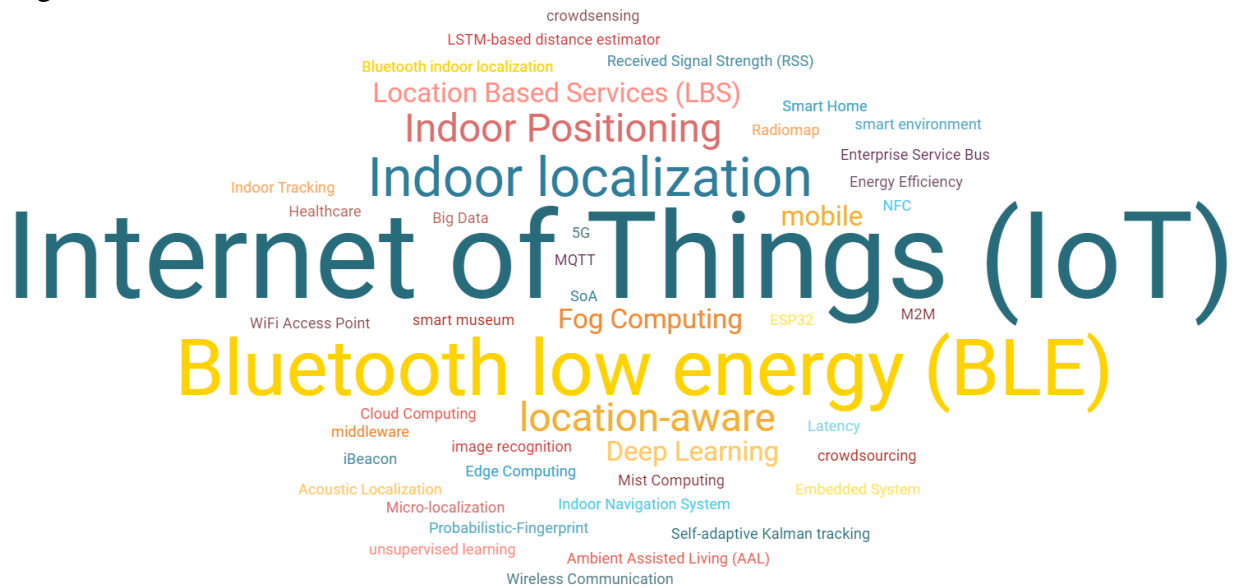 crowdsensing
LSTM-based distance estimator
Bluetooth indoor localization
Received Signal Strength (RSS)
Location Based Services (LBS)
Smart Home
Indoor Positioning
Radiomap
smart environment
Enterprise Service Bus
Indoor localization
Energy Efficiency
Indoor Tracking
Healthcare
Big Data
mobile
NFC
5G
Internet of Things (IoT)
MQTT
SoA
WiFi Access Point
smart museum
Fog Computing
ESP32
M2M
Bluetooth low energy (BLE)
Cloud Computing
location-aware
Latency
middleware
image recognition
Deep Learning
crowdsourcing
iBeacon
Edge Computing
Mist Computing
Acoustic Localization
Embedded System
Micro-localization
Indoor Navigation System
Probabilistic-Fingerprint
Self-adaptive Kalman tracking
unsupervised learning
Ambient Assisted Living (AAL)
Wireless Communication